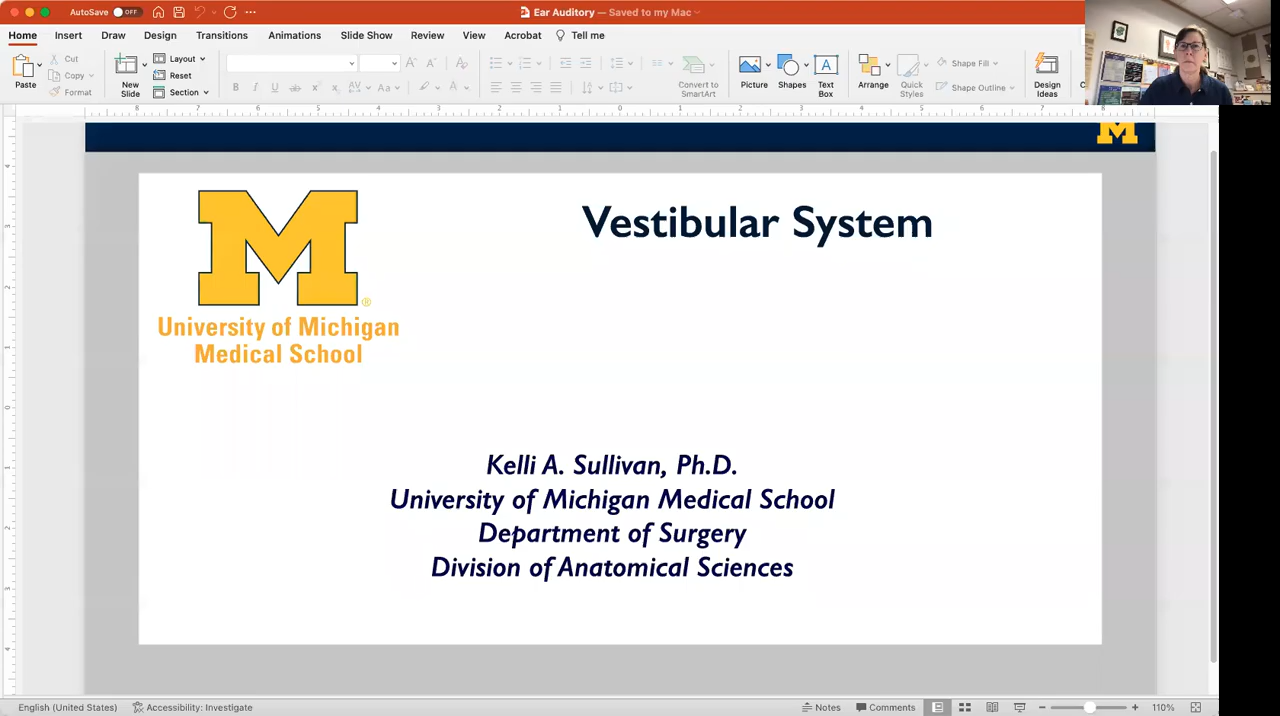 AutoSave OFF
Ear Auditory — Saved to my Mac
Home Insert Draw Design Transitions Animations Slide Show Review View Acrobat Tell me
Paste
Cut
Copy
Format
New Slide
Layout
Reset
Section
Convert to SmartArt
Picture
Shapes
Text Box
Arrange
Quick Styles
Shape Fill
Shape Outline
Design Ideas
M
M
®
University of Michigan
Medical School
Vestibular System
Kelli A. Sullivan, Ph.D.
University of Michigan Medical School
Department of Surgery
Division of Anatomical Sciences
English (United States) Accessibility: Investigate Notes Comments 110%